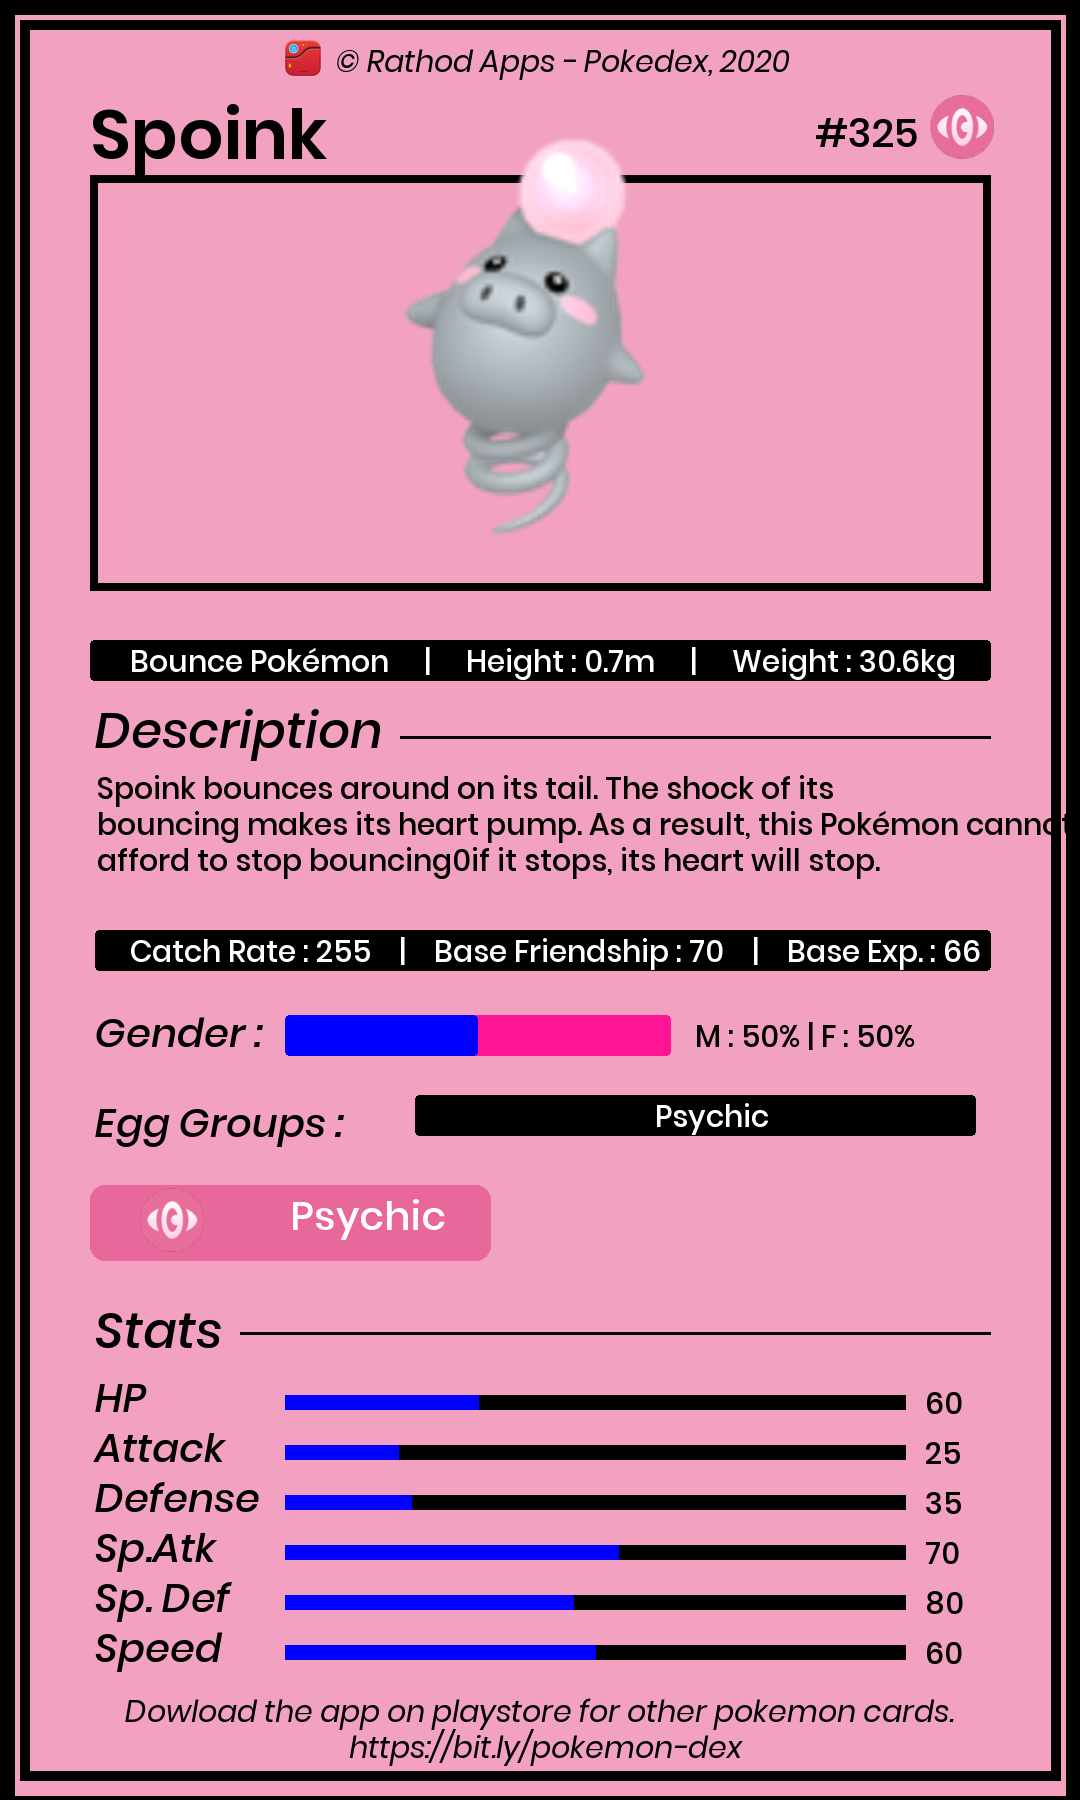 © Rathod Apps - Pokedex, 2020
Spoink
#325
Bounce Pokémon | Height : 0.7m | Weight : 30.6kg
Description
Spoink bounces around on its tail. The shock of its
bouncing makes its heart pump. As a result, this Pokémon cannot
afford to stop bouncing0if it stops, its heart will stop.
Catch Rate : 255 | Base Friendship : 70 | Base Exp. : 66
Gender : M : 50% | F : 50%
Egg Groups : Psychic
Psychic
Stats
HP 60
Attack 25
Defense 35
Sp.Atk 70
Sp. Def 80
Speed 60
Dowload the app on playstore for other pokemon cards.
https://bit.ly/pokemon-dex